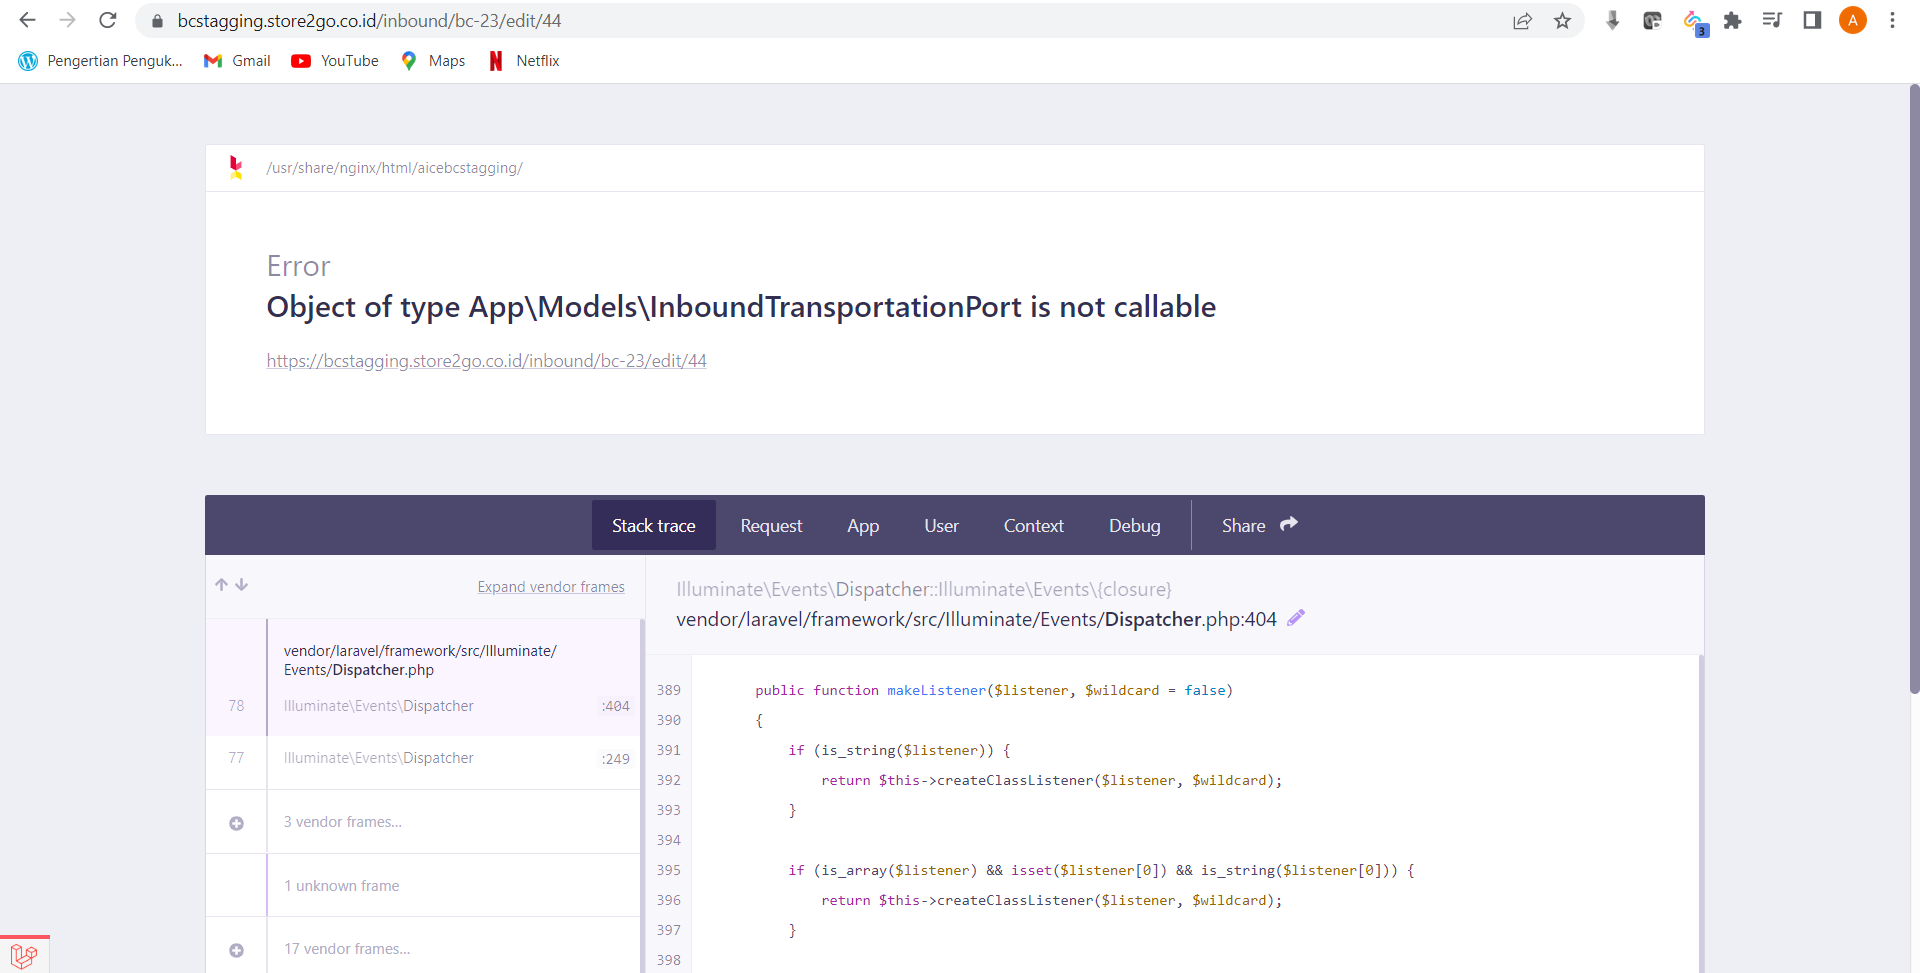 bcstagging.store2go.co.id/inbound/bc-23/edit/44
3
A
Pengertian Penguk...
Gmail
YouTube
Maps
Netflix
/usr/share/nginx/html/aicebcstagging/
Error
Object of type App\Models\InboundTransportationPort is not callable
https://bcstagging.store2go.co.id/inbound/bc-23/edit/44
Stack trace
Request
App
User
Context
Debug
Share
Expand vendor frames
vendor/laravel/framework/src/Illuminate/
Events/Dispatcher.php
78 Illuminate\Events\Dispatcher :404
77 Illuminate\Events\Dispatcher :249
3 vendor frames...
1 unknown frame
17 vendor frames...
Illuminate\Events\Dispatcher::Illuminate\Events\{closure}
vendor/laravel/framework/src/Illuminate/Events/Dispatcher.php:404
389 public function makeListener($listener, $wildcard = false)
390 {
391 if (is_string($listener)) {
392 return $this->createClassListener($listener, $wildcard);
393 }
394
395 if (is_array($listener) && isset($listener[0]) && is_string($listener[0])) {
396 return $this->createClassListener($listener, $wildcard);
397 }
398